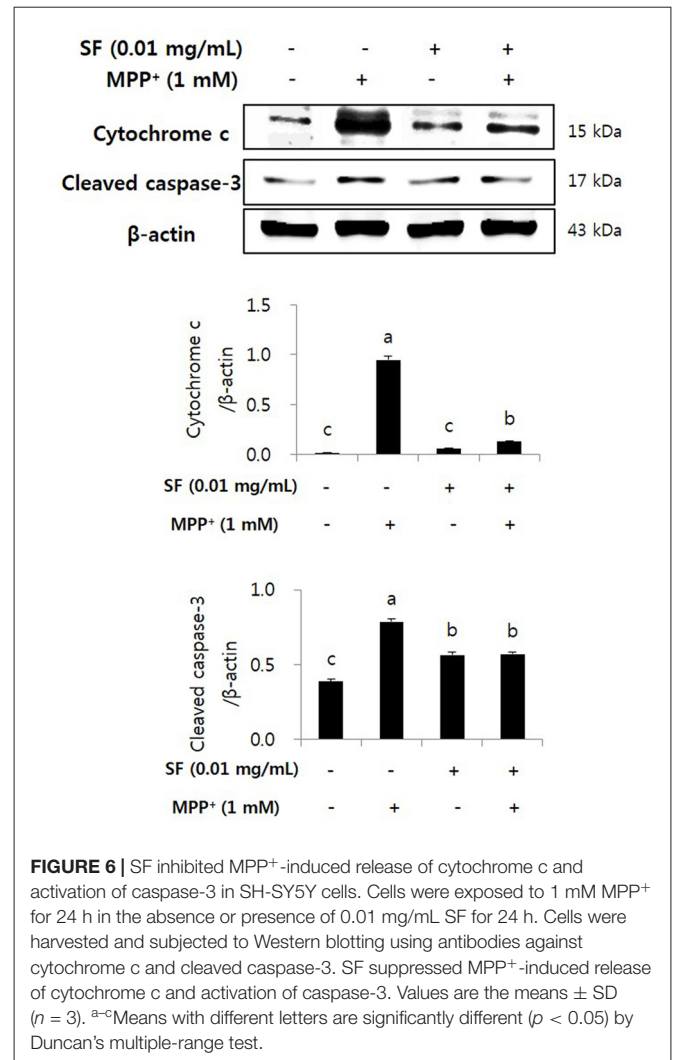 SF (0.01 mg/mL) - - + +
MPP⁺ (1 mM) - + - +
Cytochrome c 15 kDa
Cleaved caspase-3 17 kDa
β-actin 43 kDa
Cytochrome c
/β-actin
1.5
1.0
0.5
0.0
c a c b
SF (0.01 mg/mL) - - + +
MPP⁺ (1 mM) - + - +
Cleaved caspase-3
/β-actin
1.0
0.5
0.0
c a b b
SF (0.01 mg/mL) - - + +
MPP⁺ (1 mM) - + - +
FIGURE 6 | SF inhibited MPP⁺-induced release of cytochrome c and
activation of caspase-3 in SH-SY5Y cells. Cells were exposed to 1 mM MPP⁺
for 24 h in the absence or presence of 0.01 mg/mL SF for 24 h. Cells were
harvested and subjected to Western blotting using antibodies against
cytochrome c and cleaved caspase-3. SF suppressed MPP⁺-induced release
of cytochrome c and activation of caspase-3. Values are the means ± SD
(n = 3). ᵃ⁻ᶜMeans with different letters are significantly different (p < 0.05) by
Duncan's multiple-range test.